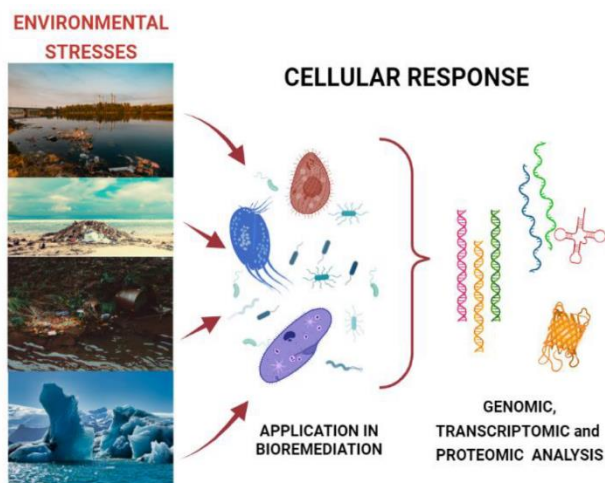 ENVIRONMENTAL
STRESSES
CELLULAR RESPONSE
APPLICATION IN
BIOREMEDIATION
GENOMIC,
TRANSCRIPTOMIC and
PROTEOMIC ANALYSIS